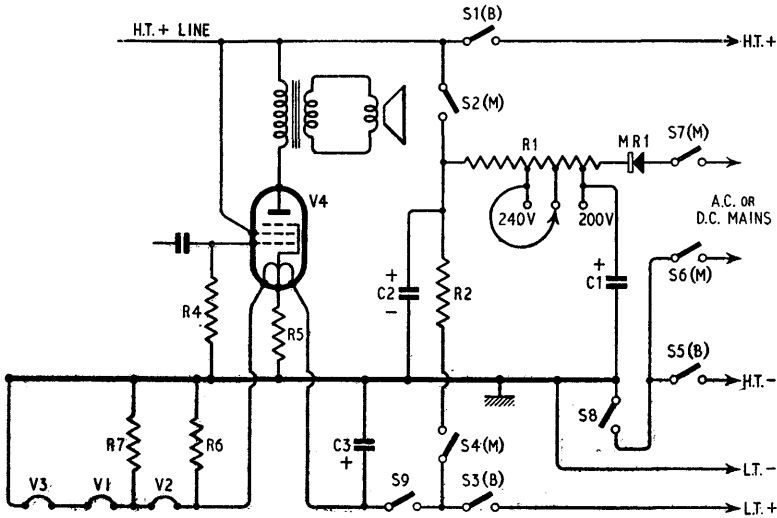 S1(B)
H.T. + LINE
H.T.+
S2(M)
R1
MR1
S7(M)
V4
240V
200V
A.C. OR
D.C. MAINS
+
C2
-
R2
+
C1
S6(M)
R4
R5
S5(B)
H.T.-
S8
R7
R6
C3
+
S4(M)
V3
V1
V2
S9
S3(B)
L.T.-
L.T.+